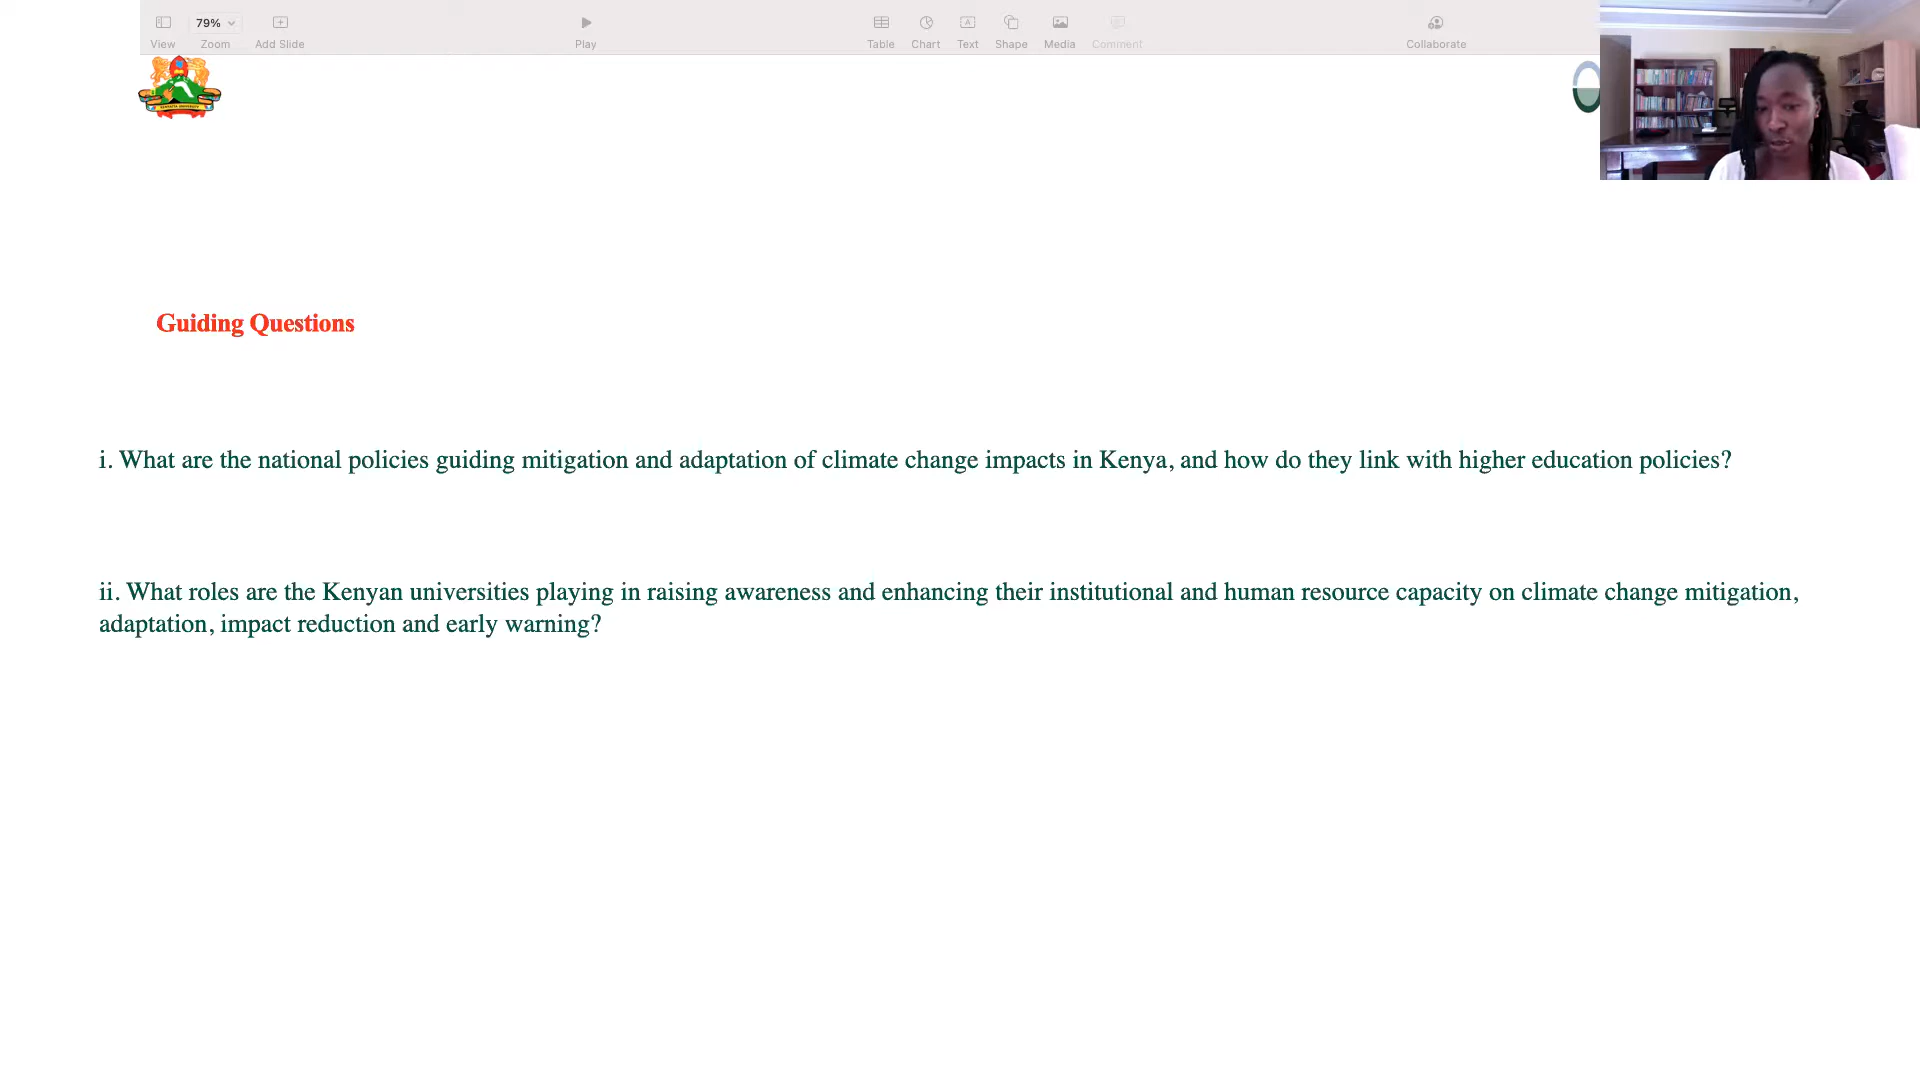 79%
View
Zoom
Add Slide
Play
Table
Chart
Text
Shape
Media
Comment
Collaborate
Guiding Questions
i. What are the national policies guiding mitigation and adaptation of climate change impacts in Kenya, and how do they link with higher education policies?
ii. What roles are the Kenyan universities playing in raising awareness and enhancing their institutional and human resource capacity on climate change mitigation,
adaptation, impact reduction and early warning?